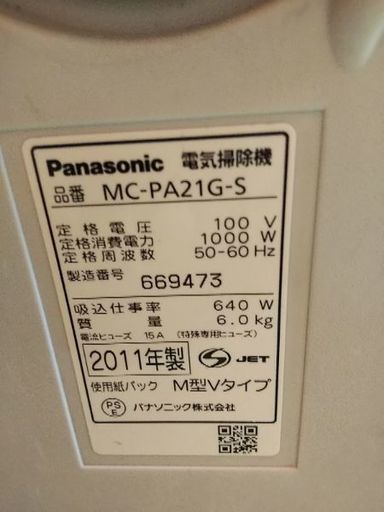 Panasonic 電気掃除機
品番 MC-PA21G-S
定格電圧 100 V
定格消費電力 1000 W
定格周波数 50-60 Hz
製造番号 669473
吸込仕事率 640 W
質量 6.0 kg
電流ヒューズ 15A (特殊専用ヒューズ)
2011年製 S JET
使用紙パック M型Vタイプ
PS E パナソニック株式会社